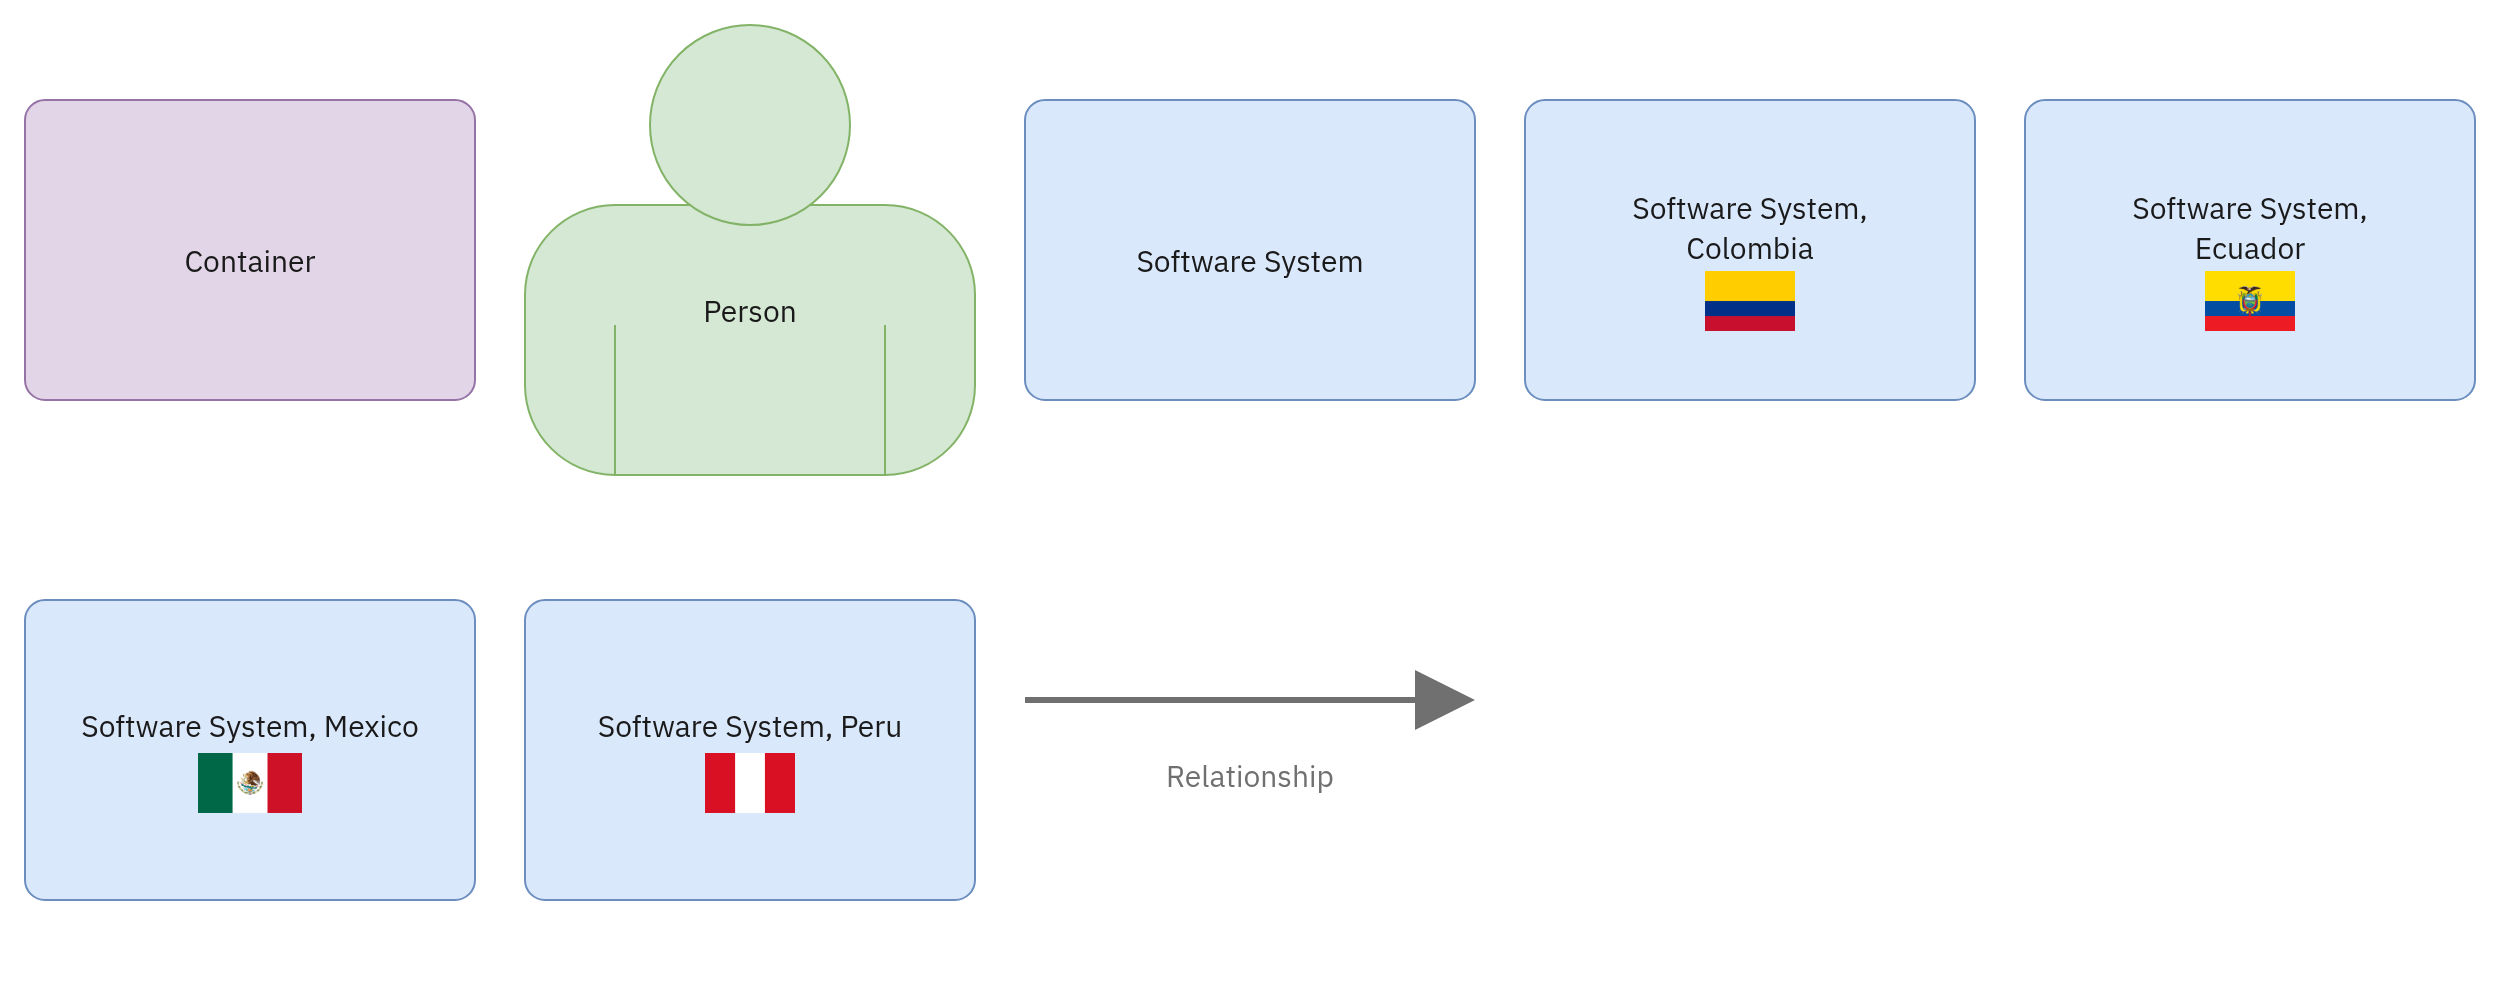 Container
Person
Software System
Software System,
Colombia
Software System,
Ecuador
Software System, Mexico
Software System, Peru
Relationship